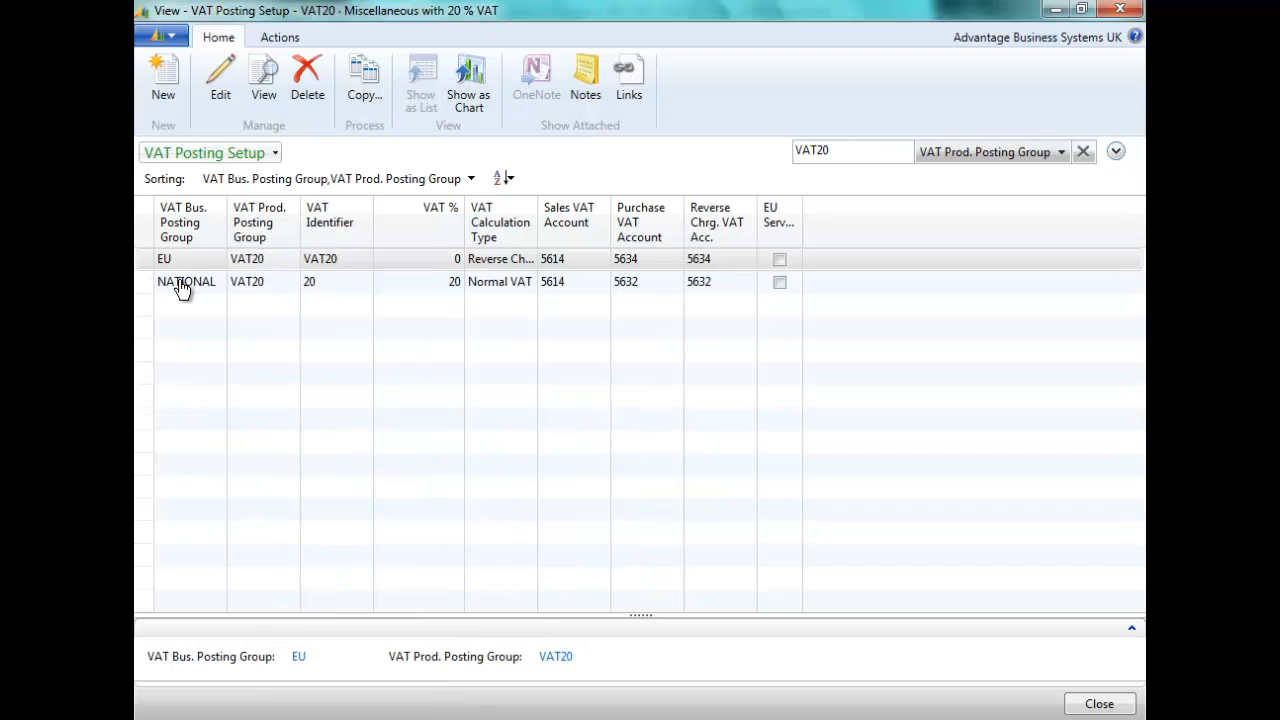 View - VAT Posting Setup - VAT20 · Miscellaneous with 20 % VAT
Home Actions Advantage Business Systems UK
New Edit View Delete Copy... Show as List Show as Chart OneNote Notes Links
New Manage Process View Show Attached
VAT Posting Setup VAT20 VAT Prod. Posting Group
Sorting: VAT Bus. Posting Group,VAT Prod. Posting Group
VAT Bus. Posting Group VAT Prod. Posting Group VAT Identifier VAT % VAT Calculation Type Sales VAT Account Purchase VAT Account Reverse Chrg. VAT Acc. EU Serv...
EU VAT20 VAT20 0 Reverse Ch... 5614 5634 5634
NATIONAL VAT20 20 20 Normal VAT 5614 5632 5632
VAT Bus. Posting Group: EU VAT Prod. Posting Group: VAT20
Close